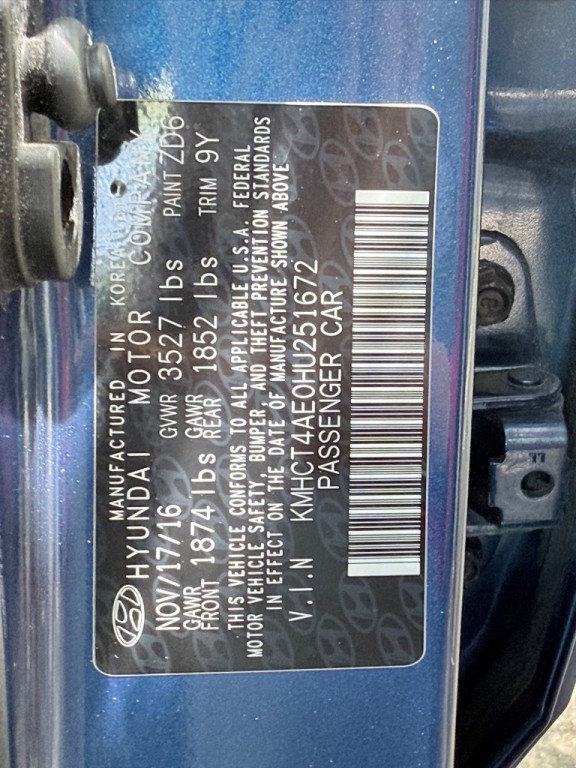 MANUFACTURED IN KOREA
HYUNDAI MOTOR COMPANY
NOV/17/16 GVWR 3527 lbs PAINT ZD6
GAWR GAWR
FRONT 1874 lbs REAR 1852 lbs TRIM 9Y
THIS VEHICLE CONFORMS TO ALL APPLICABLE U.S.A. FEDERAL
MOTOR VEHICLE SAFETY, BUMPER, AND THEFT PREVENTION STANDARDS
IN EFFECT ON THE DATE OF MANUFACTURE SHOWN ABOVE
V.I.N KMHCT4AE0HU251672
PASSENGER CAR